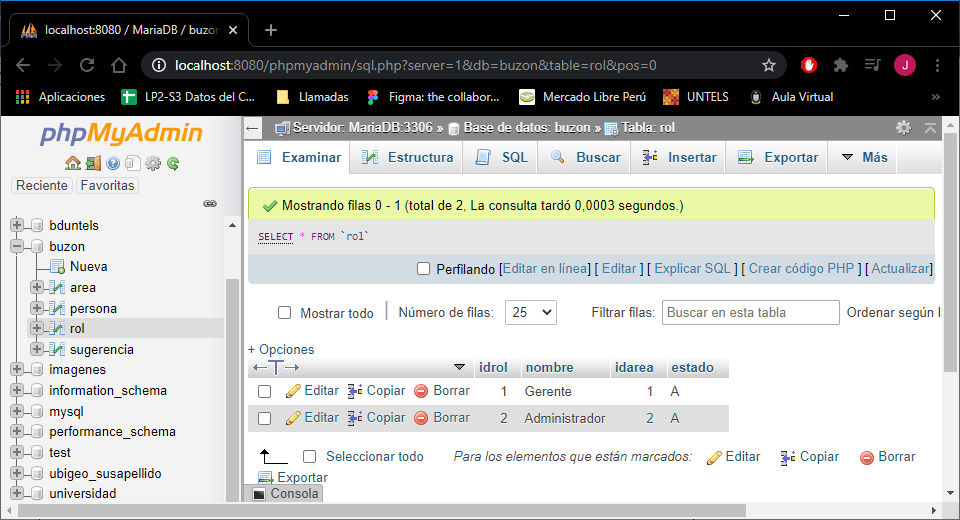 localhost:8080 / MariaDB / buzon
localhost:8080/phpmyadmin/sql.php?server=1&db=buzon&table=rol&pos=0
J
Aplicaciones
LP2-S3 Datos del C...
Llamadas
Figma: the collabor...
Mercado Libre Perú
UNTELS
Aula Virtual
»
phpMyAdmin
Reciente
Favoritas
bduntels
buzon
Nueva
area
persona
rol
sugerencia
imagenes
information_schema
mysql
performance_schema
test
ubigeo_susapellido
universidad
Servidor: MariaDB:3306 » Base de datos: buzon » Tabla: rol
Examinar
Estructura
SQL
Buscar
Insertar
Exportar
Más
Mostrando filas 0 - 1 (total de 2, La consulta tardó 0,0003 segundos.)
SELECT * FROM `rol`
Perfilando [Editar en línea] [ Editar ] [ Explicar SQL ] [ Crear código PHP ] [ Actualizar]
Mostrar todo
Número de filas:
25
Filtrar filas:
Buscar en esta tabla
Ordenar según
+ Opciones
←T→
idrol nombre idarea estado
Editar Copiar Borrar 1 Gerente 1 A
Editar Copiar Borrar 2 Administrador 2 A
Seleccionar todo
Para los elementos que están marcados:
Editar
Copiar
Borrar
Exportar
Consola